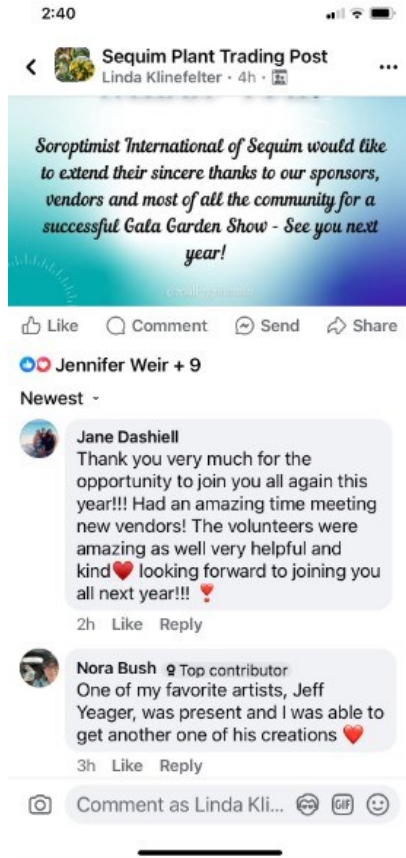 2:40
Sequim Plant Trading Post
Linda Klinefelter · 4h ·
Soroptimist International of Sequim would like
to extend their sincere thanks to our sponsors,
vendors and most of all the community for a
successful Gala Garden Show - See you next
year!
Like Comment Send Share
Jennifer Weir + 9
Newest
Jane Dashiell
Thank you very much for the
opportunity to join you all again this
year!!! Had an amazing time meeting
new vendors! The volunteers were
amazing as well very helpful and
kind♥️ looking forward to joining you
all next year!!! ❣️
2h Like Reply
Nora Bush Top contributor
One of my favorite artists, Jeff
Yeager, was present and I was able to
get another one of his creations ❤️
3h Like Reply
Comment as Linda Kli... GIF